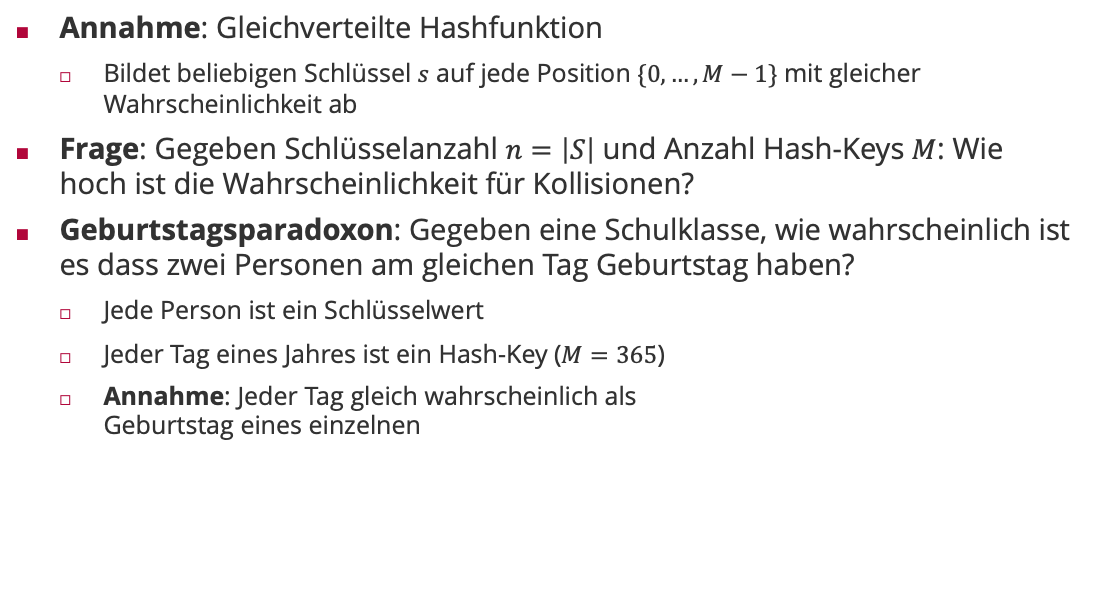 Annahme: Gleichverteilte Hashfunktion
Bildet beliebigen Schlüssel s auf jede Position {0, … , M − 1} mit gleicher
Wahrscheinlichkeit ab
Frage: Gegeben Schlüsselanzahl n = |S| und Anzahl Hash-Keys M: Wie
hoch ist die Wahrscheinlichkeit für Kollisionen?
Geburtstagsparadoxon: Gegeben eine Schulklasse, wie wahrscheinlich ist
es dass zwei Personen am gleichen Tag Geburtstag haben?
Jede Person ist ein Schlüsselwert
Jeder Tag eines Jahres ist ein Hash-Key (M = 365)
Annahme: Jeder Tag gleich wahrscheinlich als
Geburtstag eines einzelnen